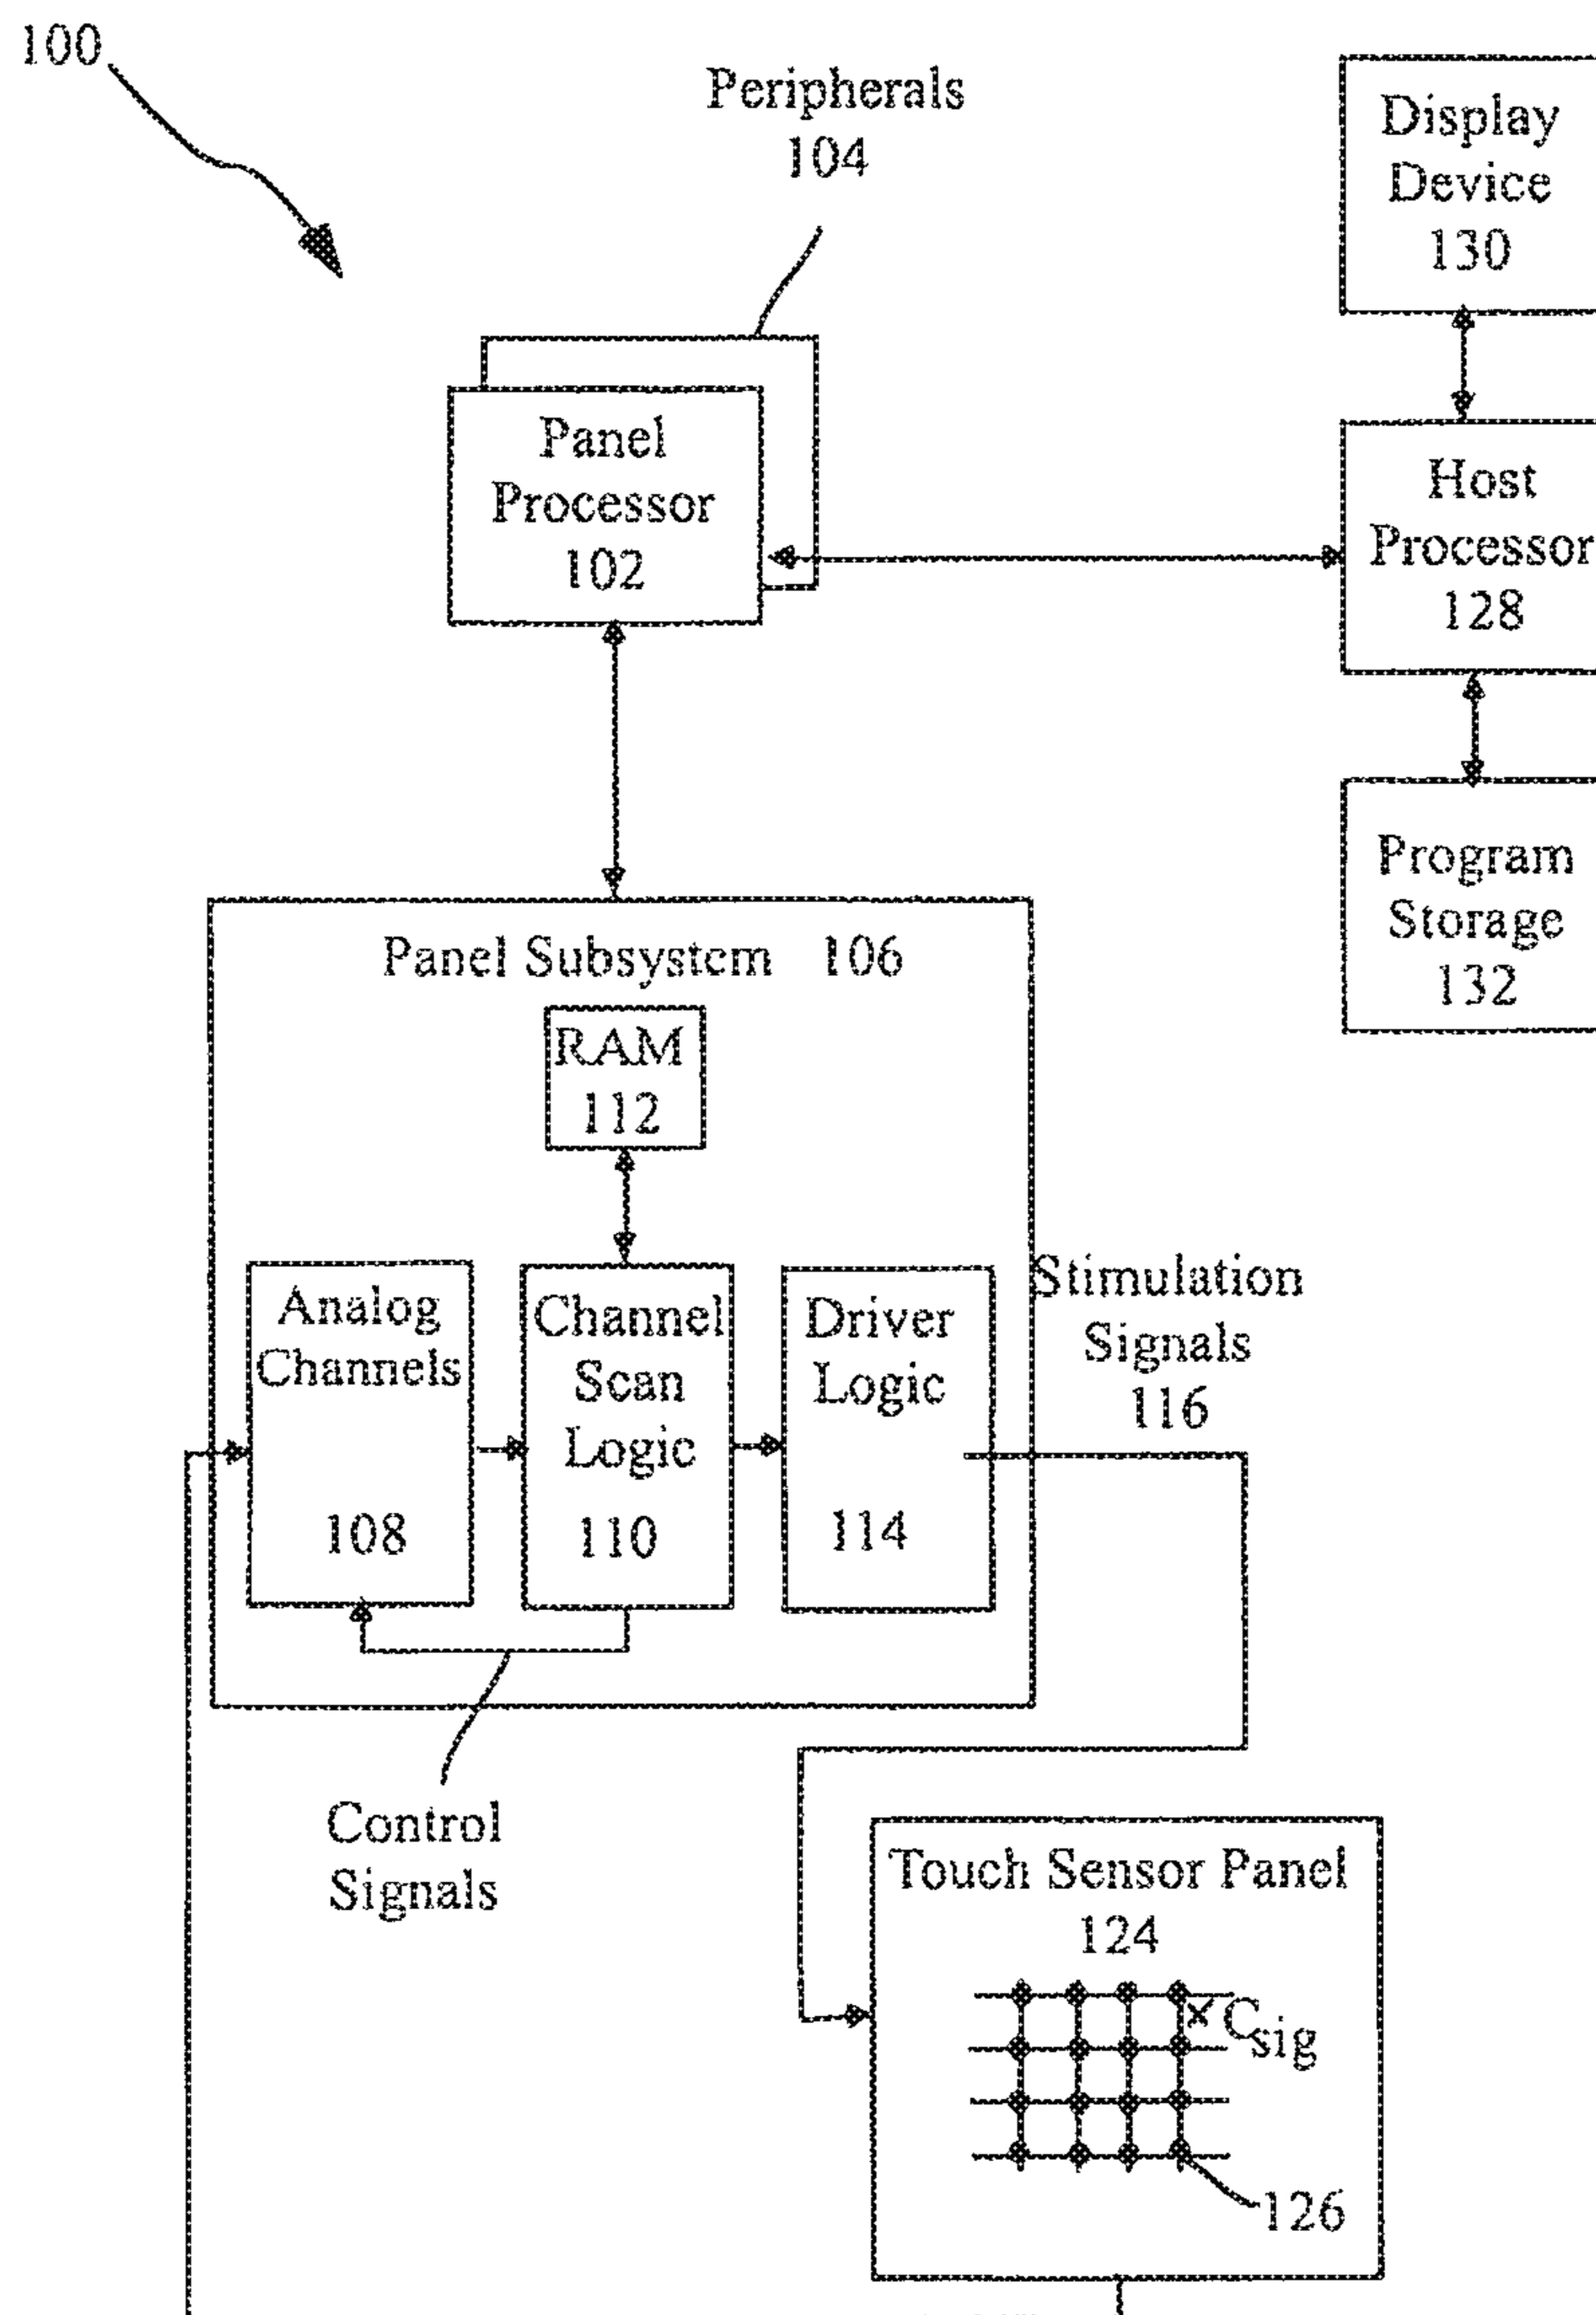 100
Peripherals
104
Display
Device
130
Panel
Processor
102
Host
Processor
128
Program
Storage
132
Panel Subsystem 106
RAM
112
Analog
Channels
108
Channel
Scan
Logic
110
Driver
Logic
114
Stimulation
Signals
116
Control
Signals
Touch Sensor Panel
124
Csig
126